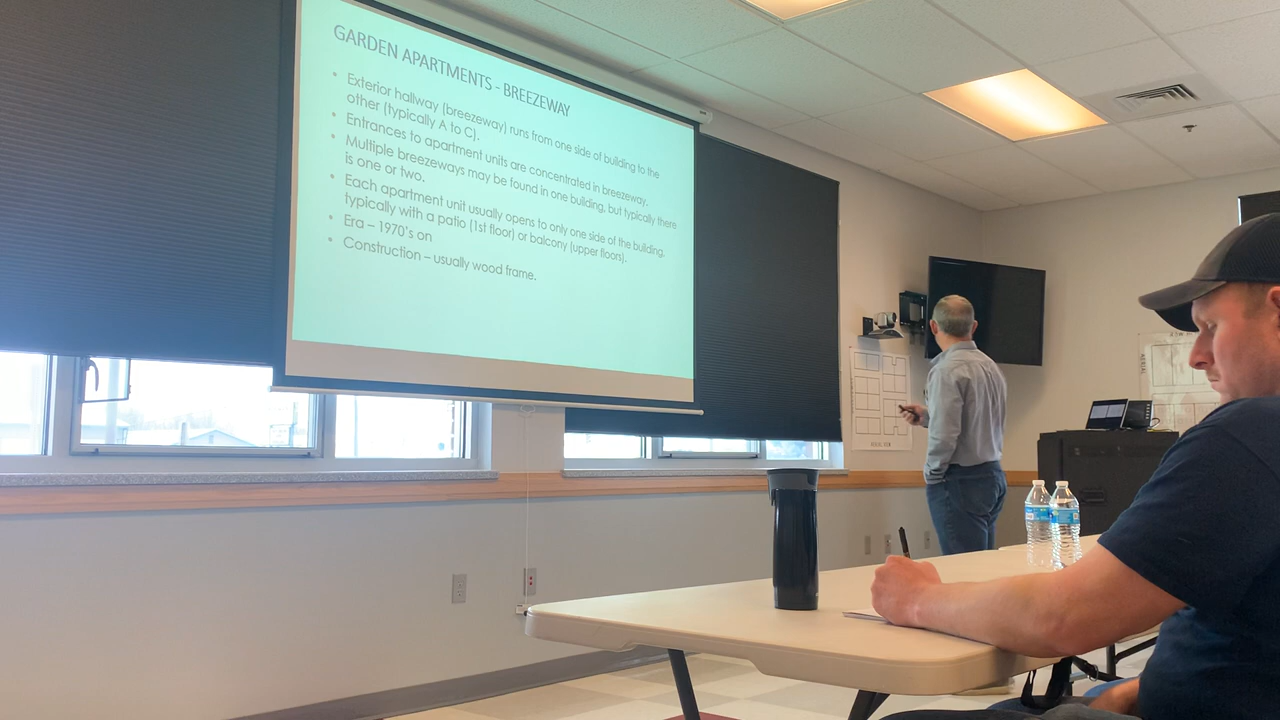 GARDEN APARTMENTS - BREEZEWAY
• Exterior hallway (breezeway) runs from one side of building to the
other (typically A to C).
• Entrances to apartment units are concentrated in breezeway.
• Multiple breezeways may be found in one building, but typically there
is one or two.
• Each apartment unit usually opens to only one side of the building,
typically with a patio (1st floor) or balcony (upper floors).
• Era – 1970's on
• Construction – usually wood frame.